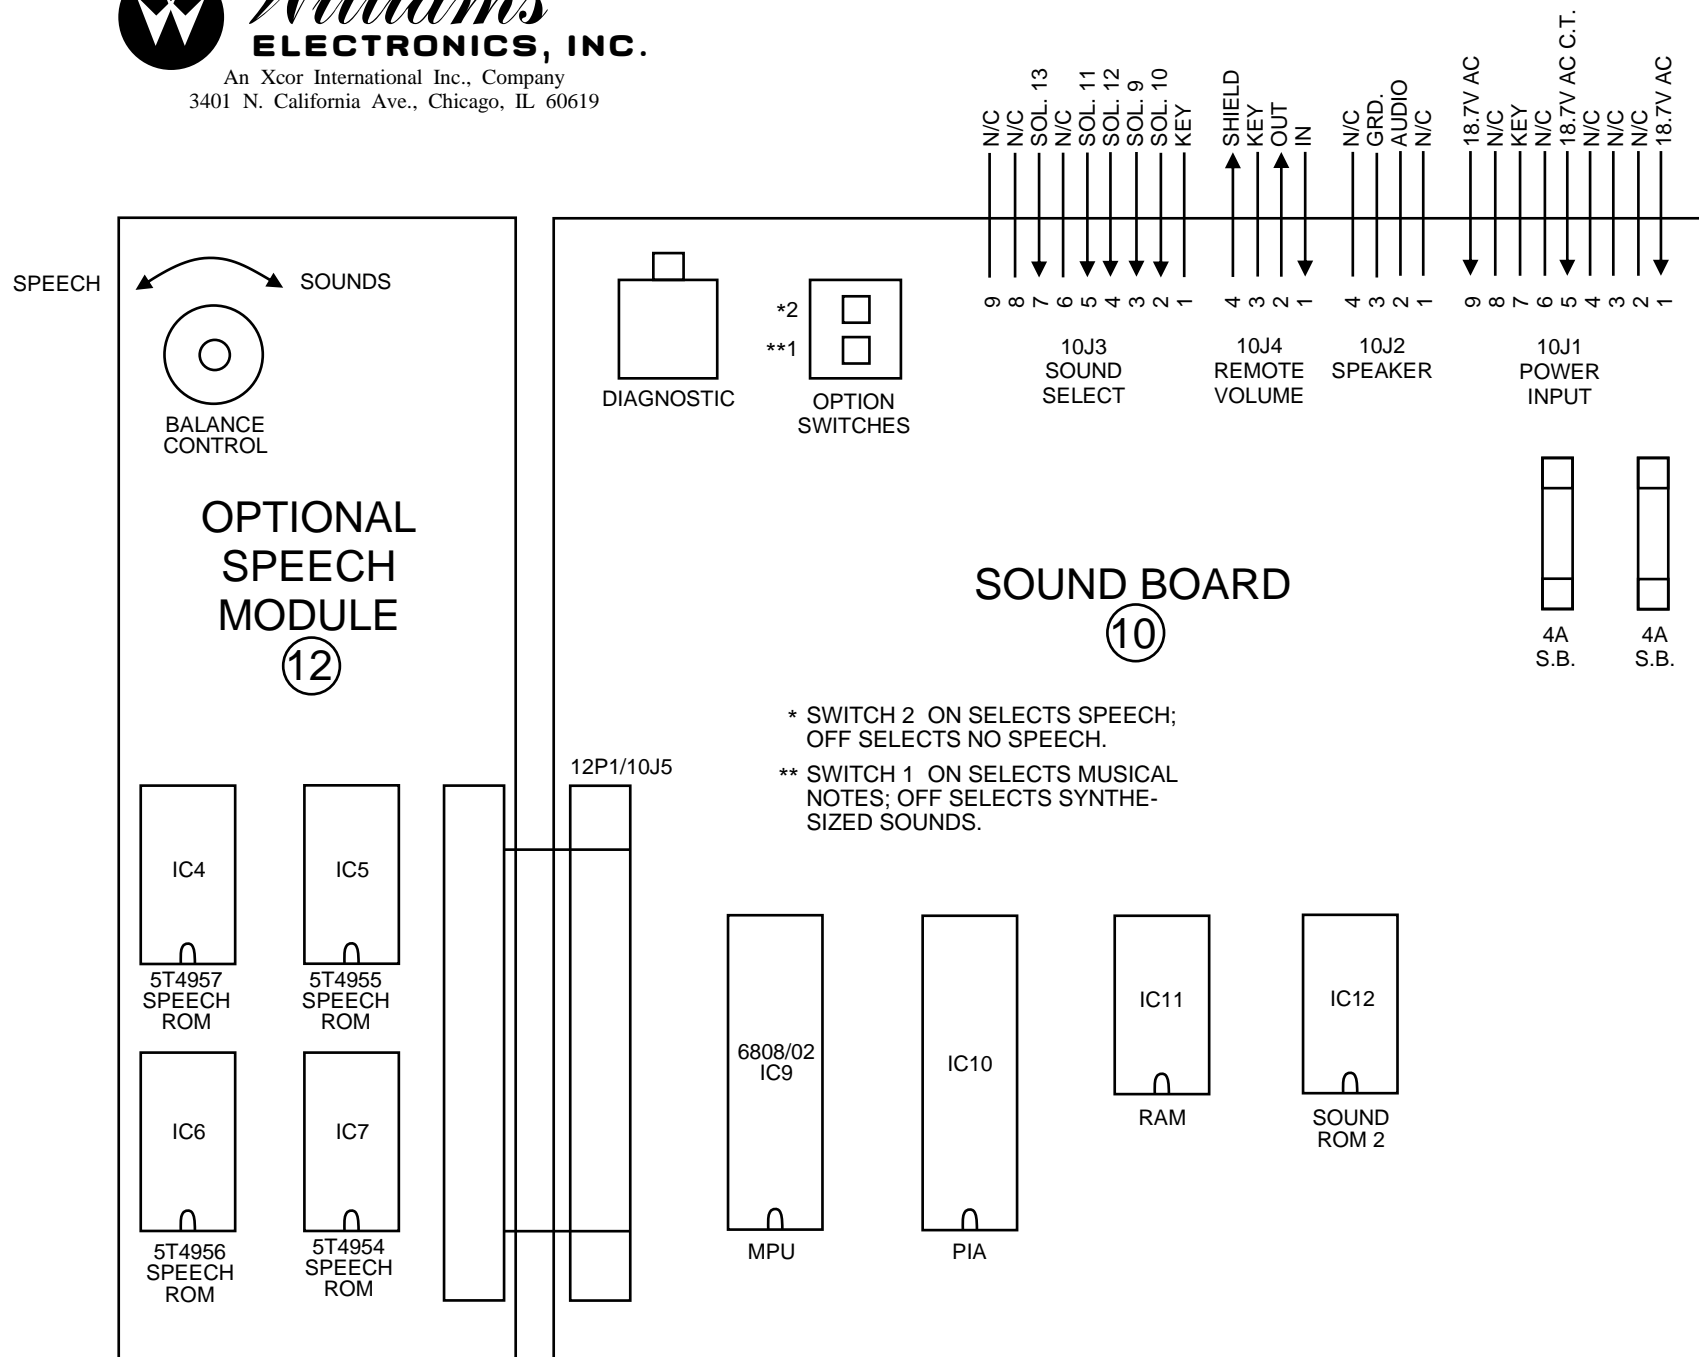 Williams
ELECTRONICS, INC.
An Xcor International Inc., Company
3401 N. California Ave., Chicago, IL 60619
N/C
N/C
SOL. 13
N/C
SOL. 11
SOL. 12
SOL. 9
SOL. 10
KEY
SHIELD
KEY
OUT
IN
N/C
GRD.
AUDIO
N/C
18.7V AC
N/C
KEY
N/C
18.7V AC C.T.
N/C
N/C
N/C
18.7V AC
9 8 7 6 5 4 3 2 1
4 3 2 1
4 3 2 1
9 8 7 6 5 4 3 2 1
10J3
SOUND
SELECT
10J4
REMOTE
VOLUME
10J2
SPEAKER
10J1
POWER
INPUT
SPEECH
SOUNDS
BALANCE
CONTROL
DIAGNOSTIC
*2
**1
OPTION
SWITCHES
OPTIONAL
SPEECH
MODULE
12
SOUND BOARD
10
4A
S.B.
4A
S.B.
* SWITCH 2 ON SELECTS SPEECH;
OFF SELECTS NO SPEECH.
** SWITCH 1 ON SELECTS MUSICAL
NOTES; OFF SELECTS SYNTHE-
SIZED SOUNDS.
12P1/10J5
IC4
5T4957
SPEECH
ROM
IC5
5T4955
SPEECH
ROM
IC6
5T4956
SPEECH
ROM
IC7
5T4954
SPEECH
ROM
6808/02
IC9
MPU
IC10
PIA
IC11
RAM
IC12
SOUND
ROM 2